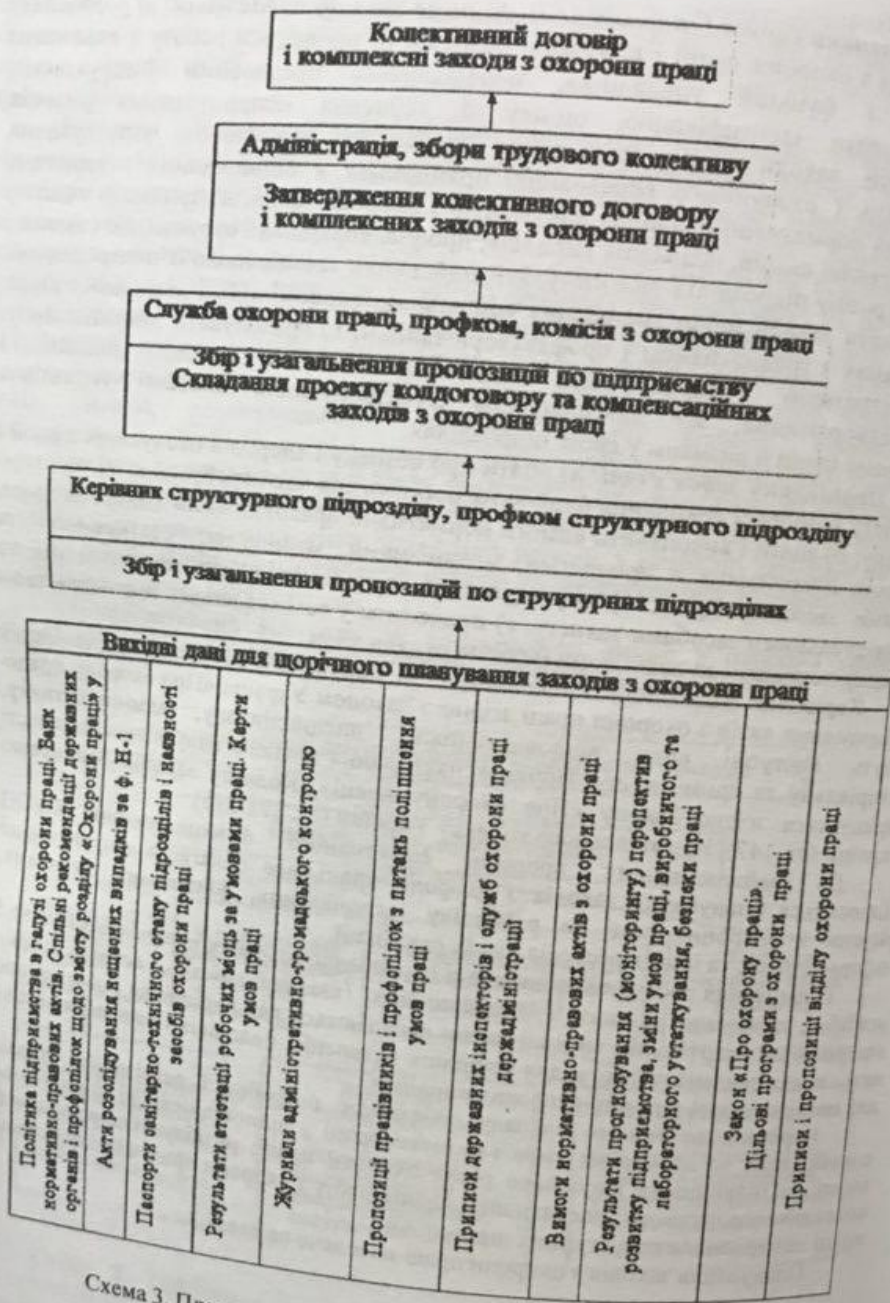 Колективний договір
і комплексні заходи з охорони праці
Адміністрація, збори трудового колективу
Затвердження колективного договору
і комплексних заходів з охорони праці
Служба охорони праці, профком, комісія з охорони праці
Збір і узагальнення пропозицій по підприємству
Складання проекту колдоговору та компенсаційних
заходів з охорони праці
Керівник структурного підрозділу, профком структурного підрозділу
Збір і узагальнення пропозицій по структурних підрозділах
Вихідні дані для щорічного планування заходів з охорони праці
Політика підприємства в галузі охорони праці. Банк
нормативно-правових актів. Спільні рекомендації державних
органів і профспілок щодо змісту розділу «Охорони праці» у
Акти розслідування нещасних випадків за ф. Н-1
Паспорти санітарно-технічного стану підрозділів і наявності
засобів охорони праці
Результати атестації робочих місць за умовами праці. Карти
умов праці
Журнали адміністративно-громадського контролю
Пропозиції працівників і профспілок з питань поліпшення
умов праці
Приписи державних інспекторів і служб охорони праці
держадміністрації
Вимоги нормативно-правових актів з охорони праці
Результати прогнозування (моніторингу) перспектив
розвитку підприємства, зміни умов праці, виробничого та
лабораторного устаткування, безпеки праці
Закон «Про охорону праці».
Цільові програми з охорони праці
Приписи і пропозиції відділу охорони праці
Схема 3.